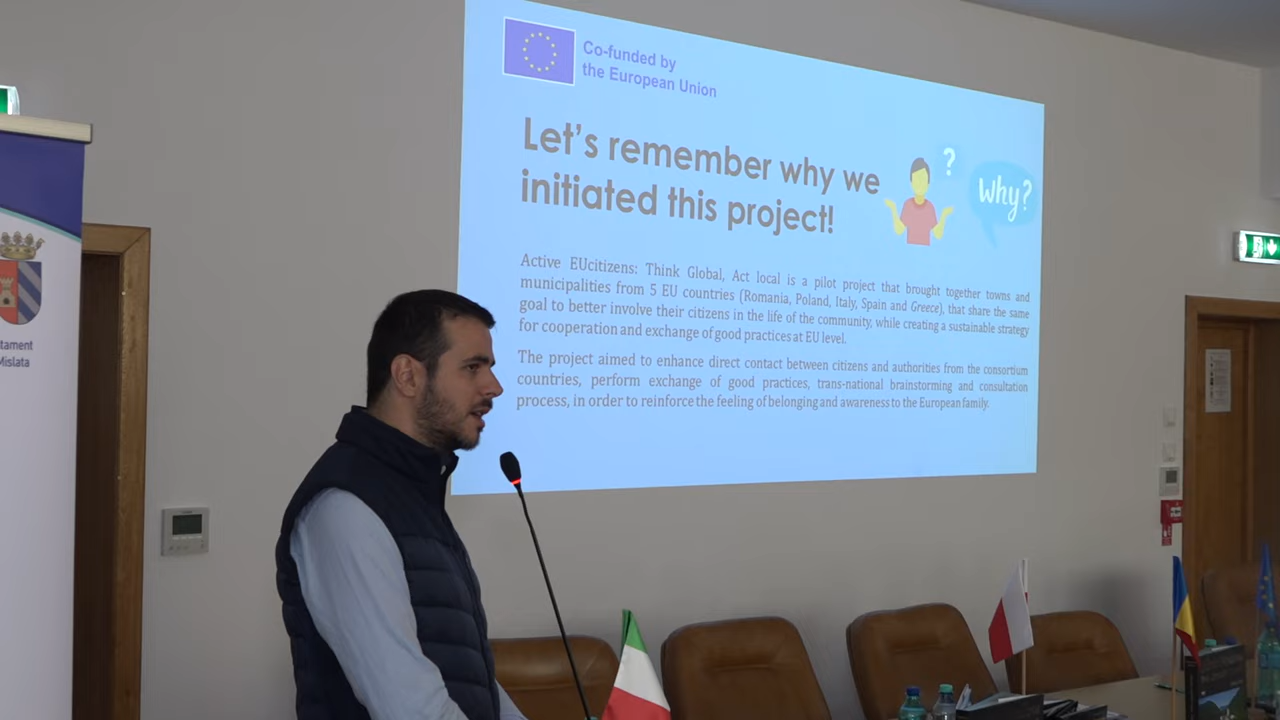 Co-funded by
the European Union
Let's remember why we
initiated this project!
?
Why?
Active EUcitizens: Think Global, Act local is a pilot project that brought together towns and
municipalities from 5 EU countries (Romania, Poland, Italy, Spain and Greece), that share the same
goal to better involve their citizens in the life of the community, while creating a sustainable strategy
for cooperation and exchange of good practices at EU level.
The project aimed to enhance direct contact between citizens and authorities from the consortium
countries, perform exchange of good practices, trans-national brainstorming and consultation
process, in order to reinforce the feeling of belonging and awareness to the European family.
tament
Mislata